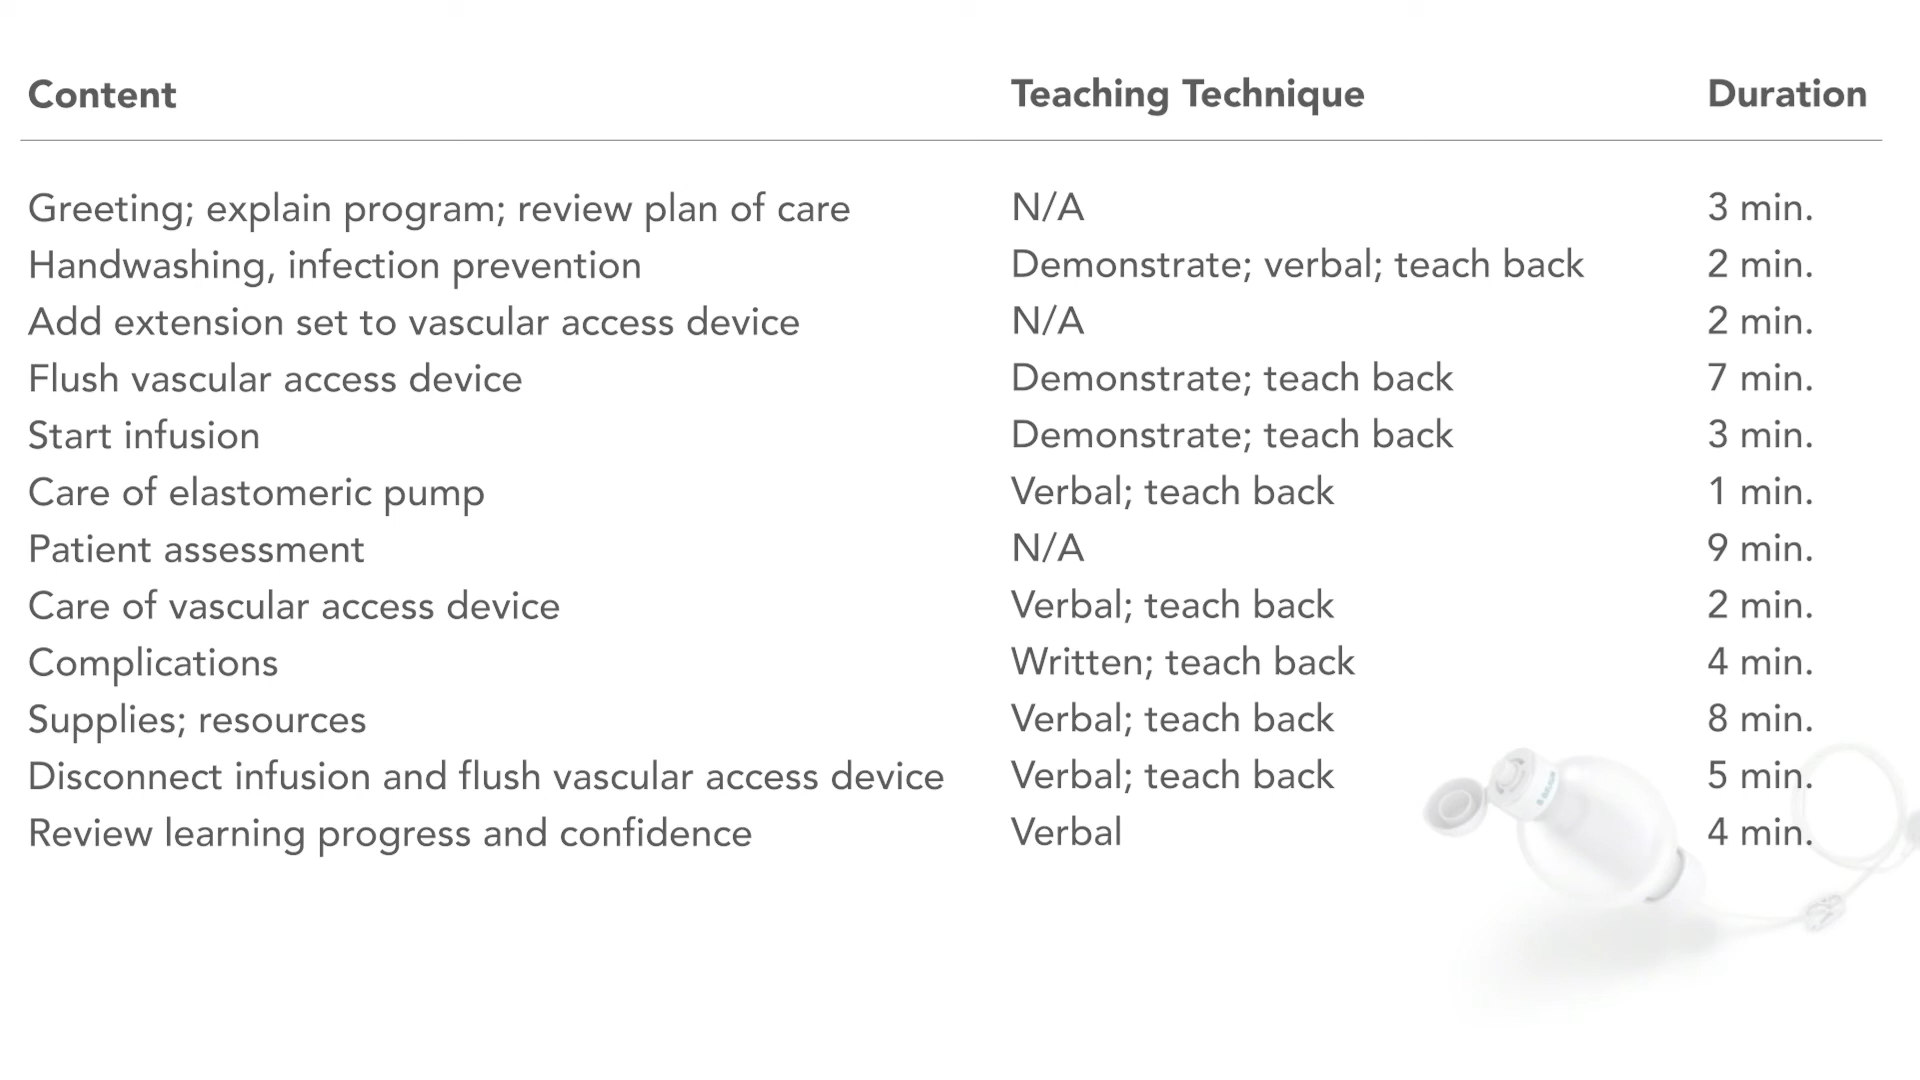 Content Teaching Technique Duration
Greeting; explain program; review plan of care N/A 3 min.
Handwashing, infection prevention Demonstrate; verbal; teach back 2 min.
Add extension set to vascular access device N/A 2 min.
Flush vascular access device Demonstrate; teach back 7 min.
Start infusion Demonstrate; teach back 3 min.
Care of elastomeric pump Verbal; teach back 1 min.
Patient assessment N/A 9 min.
Care of vascular access device Verbal; teach back 2 min.
Complications Written; teach back 4 min.
Supplies; resources Verbal; teach back 8 min.
Disconnect infusion and flush vascular access device Verbal; teach back 5 min.
Review learning progress and confidence Verbal 4 min.